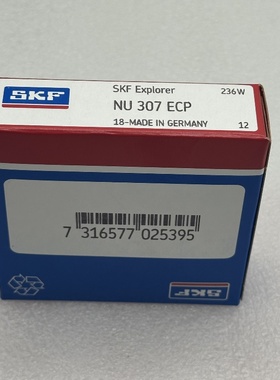 SKF
SKF Explorer 236W
NU 307 ECP
18-MADE IN GERMANY 12
7 316577 025395
SKF